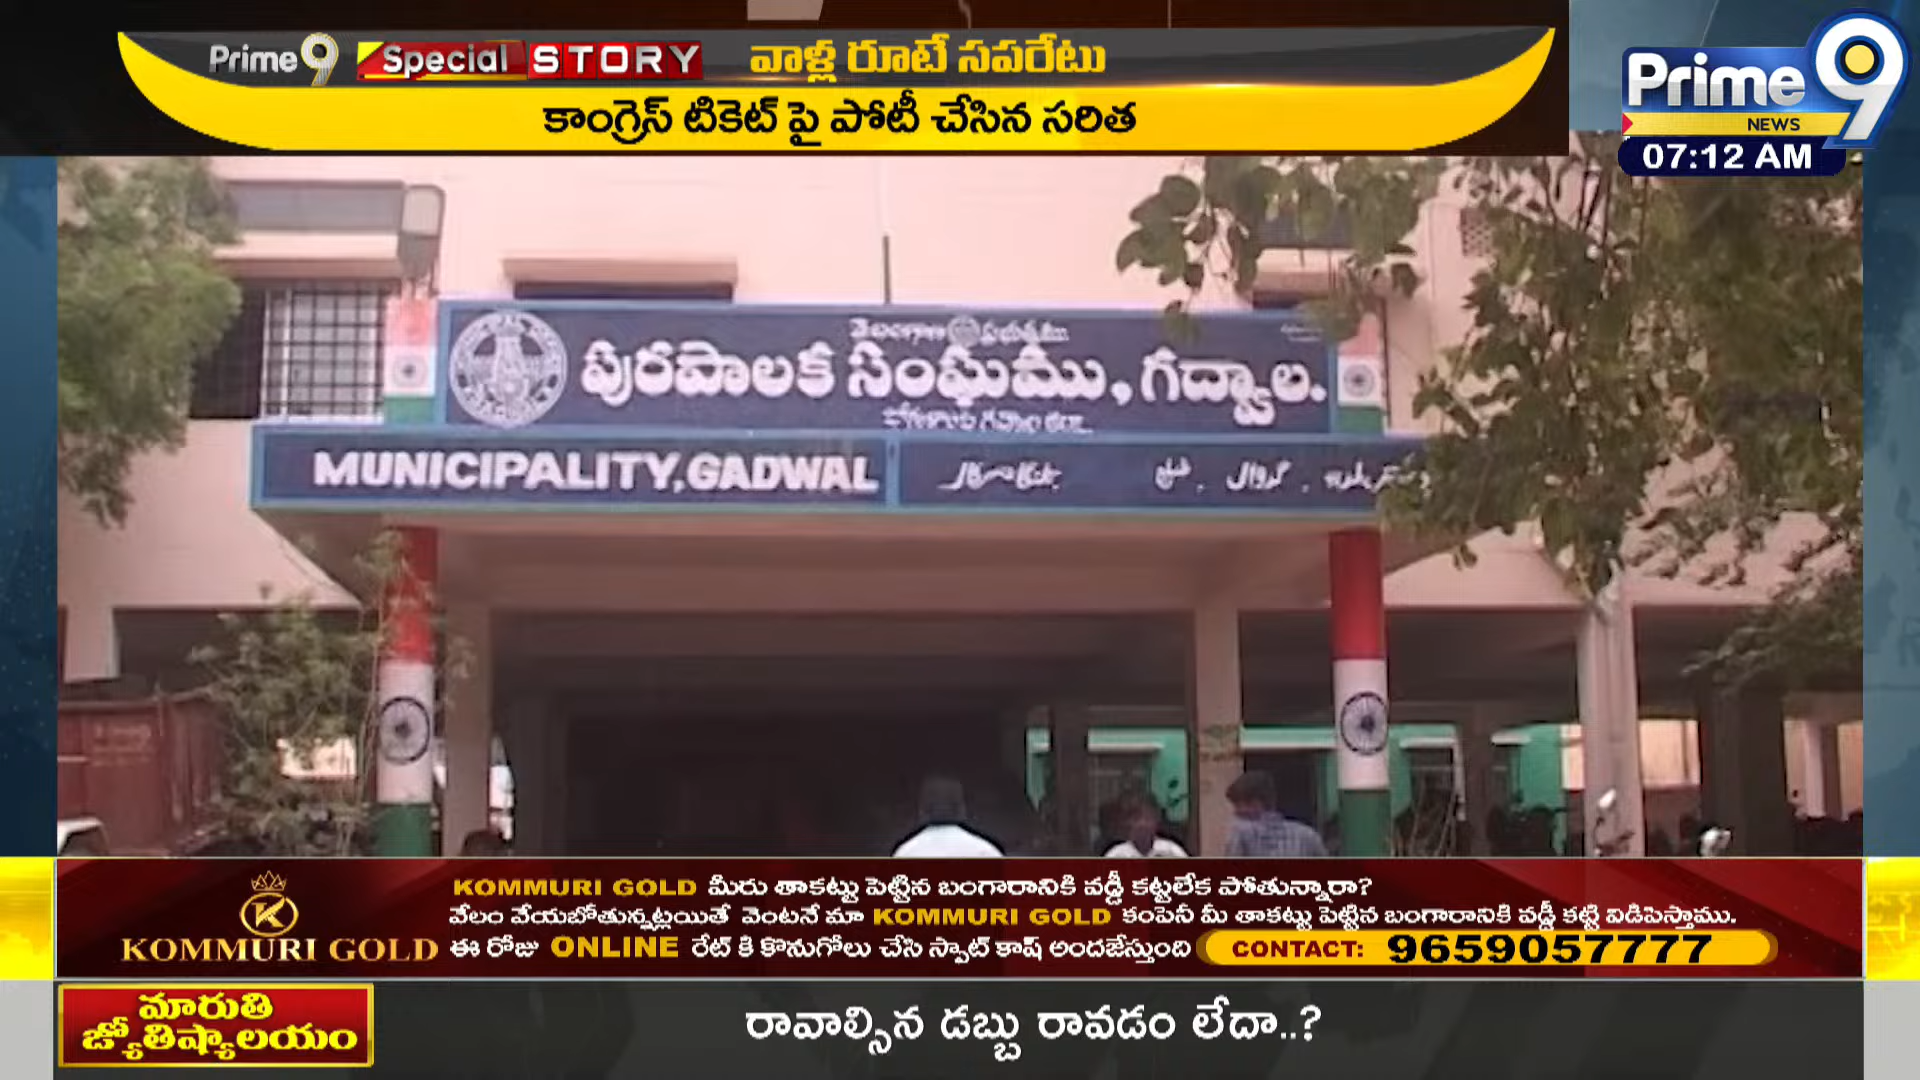 Prime9 Special STORY వాళ్ల రూటే సపరేటు
కాంగ్రెస్ టికెట్ పై పోటీ చేసిన సరిత
Prime9
NEWS
07:12 AM
తెలంగాణ ప్రభుత్వము
పురపాలక సంఘము, గద్వాల.
MUNICIPALITY, GADWAL
KOMMURI GOLD మీరు తాకట్టు పెట్టిన బంగారానికి వడ్డీ కట్టలేక పోతున్నారా?
వేలం వేయబోతున్నట్లయితే వెంటనే మా KOMMURI GOLD కంపెనీ మీ తాకట్టు పెట్టిన బంగారానికి వడ్డీ కట్టి విడిపిస్తాము.
KOMMURI GOLD ఈ రోజు ONLINE రేట్ కి కొనుగోలు చేసి స్పాట్ కాష్ అందజేస్తుంది CONTACT: 9659057777
మారుతి
జ్యోతిష్యాలయం
రావాల్సిన డబ్బు రావడం లేదా..?